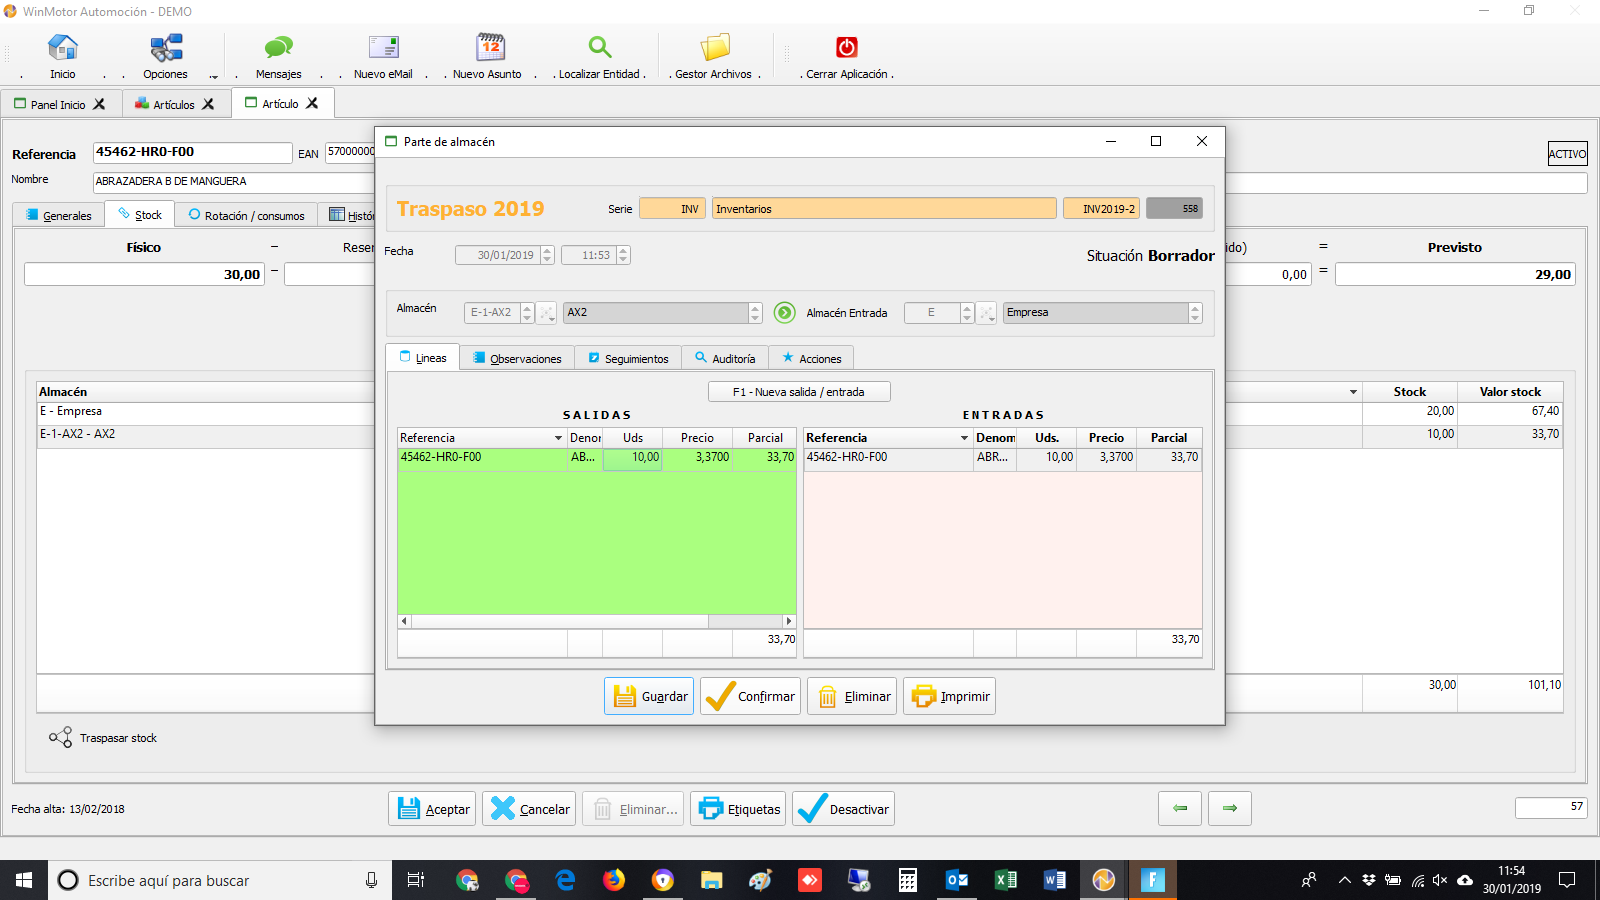 WinMotor Automoción - DEMO
. Inicio . . Opciones . . Mensajes . . Nuevo eMail . . Nuevo Asunto . . Localizar Entidad . . Gestor Archivos . . Cerrar Aplicación .
Panel Inicio Artículos Artículo
Referencia 45462-HR0-F00 EAN 57000000
ACTIVO
Nombre ABRAZADERA B DE MANGUERA
Generales Stock Rotación / consumos Histór
Físico - Reser ido) = Previsto
30,00 - 0,00 = 29,00
Almacén Stock Valor stock
E - Empresa 20,00 67,40
E-1-AX2 - AX2 10,00 33,70
30,00 101,10
Traspasar stock
Fecha alta: 13/02/2018
Aceptar Cancelar Eliminar... Etiquetas Desactivar
57
Parte de almacén
Traspaso 2019 Serie INV Inventarios INV2019-2 558
Fecha 30/01/2019 11:53 Situación Borrador
Almacén E-1-AX2 AX2 Almacén Entrada E Empresa
Lineas Observaciones Seguimientos Auditoría Acciones
F1 - Nueva salida / entrada
SALIDAS ENTRADAS
Referencia Denor Uds Precio Parcial Referencia Denom Uds. Precio Parcial
45462-HR0-F00 AB... 10,00 3,3700 33,70 45462-HR0-F00 ABR... 10,00 3,3700 33,70
33,70 33,70
Guardar Confirmar Eliminar Imprimir
Escribe aquí para buscar
11:54
30/01/2019